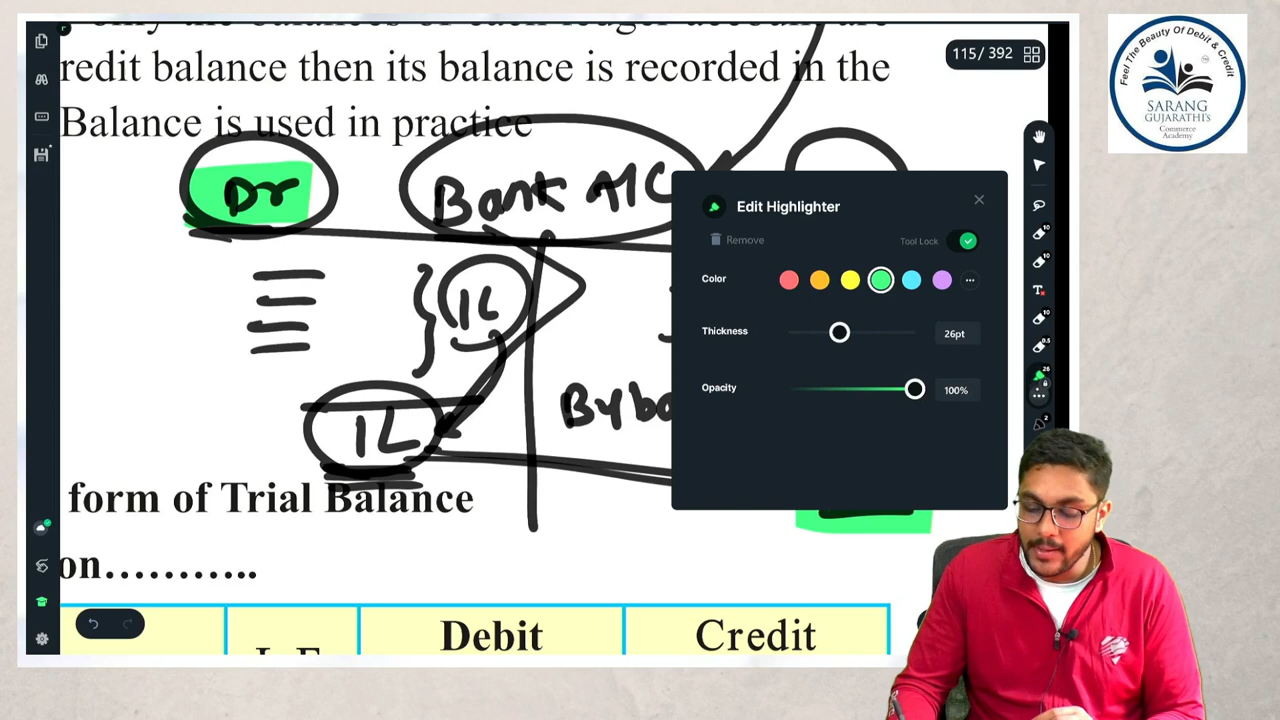 redit balance then its balance is recorded in the
Balance is used in practice
115 / 392
Dr
Bank A/C
1L
1L
form of Trial Balance
on………..
Debit
Credit
Edit Highlighter
Remove
Tool Lock
Color
Thickness
26pt
Opacity
100%
Feel The Beauty Of Debit & Credit
SARANG
GUJARATHI's
Commerce
Academy